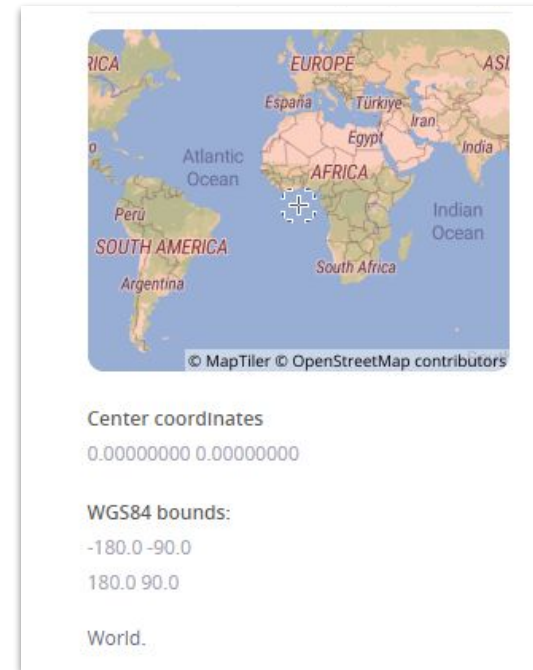 RICA
EUROPE
ASI
España
Türkiye
Iran
Egypt
India
Atlantic
Ocean
AFRICA
Perú
Indian
Ocean
SOUTH AMERICA
South Africa
Argentina
© MapTiler © OpenStreetMap contributors
Center coordinates
0.00000000 0.00000000
WGS84 bounds:
-180.0 -90.0
180.0 90.0
World.